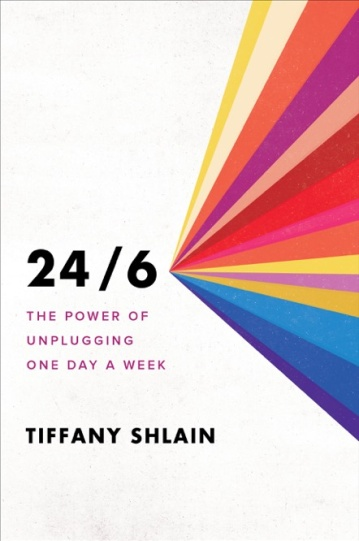 24/6
THE POWER OF
UNPLUGGING
ONE DAY A WEEK
TIFFANY SHLAIN